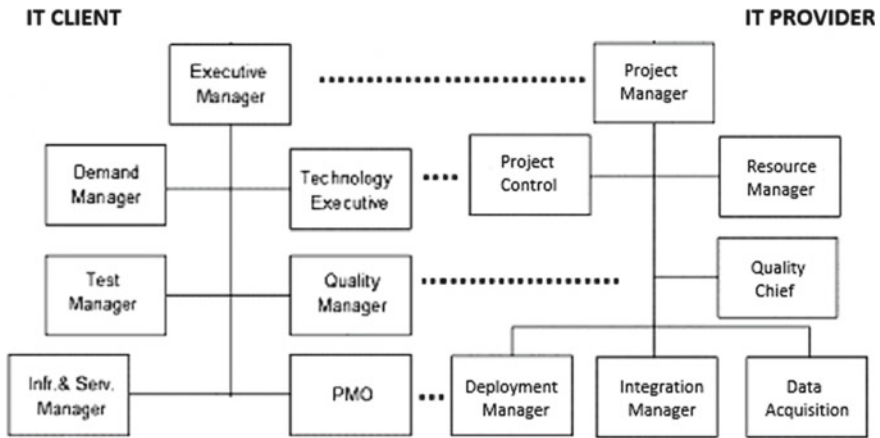 IT CLIENT
IT PROVIDER
Executive
Manager
Project
Manager
Demand
Manager
Technology
Executive
Project
Control
Resource
Manager
Test
Manager
Quality
Manager
Quality
Chief
Infr.& Serv.
Manager
PMO
Deployment
Manager
Integration
Manager
Data
Acquisition